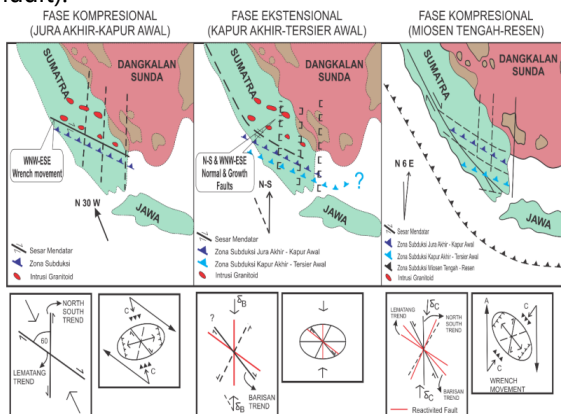 fault).
FASE KOMPRESIONAL
(JURA AKHIR-KAPUR AWAL)
SUMATRA
DANGKALAN
SUNDA
WNW-ESE
Wrench movement
N 30 W
JAWA
Sesar Mendatar
Zona Subduksi
Intrusi Granitoid
NORTH
SOUTH
TREND
60
LEMATANG
TREND
C
C
FASE EKSTENSIONAL
(KAPUR AKHIR-TERSIER AWAL)
SUMATRA
DANGKALAN
SUNDA
N-S & WNW-ESE
Normal & Growth
Faults
?
N-S
JAWA
Sesar Mendatar
Zona Subduksi Jura Akhir - Kapur Awal
Zona Subduksi Kapur Akhir - Tersier Awal
Intrusi Granitoid
?
δB
δB
BARISAN
TREND
FASE KOMPRESIONAL
(MIOSEN TENGAH-RESEN)
SUMATRA
DANGKALAN
SUNDA
N 6 E
JAWA
Sesar Mendatar
Zona Subduksi Jura Akhir - Kapur Awal
Zona Subduksi Kapur Akhir - Tersier Awal
Zona Subduksi Miosen Tengah - Resen
Intrusi Granitoid
LEMATANG
TREND
δC
NORTH
SOUTH
TREND
δC
BARISAN
TREND
Reactivited Fault
A
C
C
WRENCH
MOVEMENT